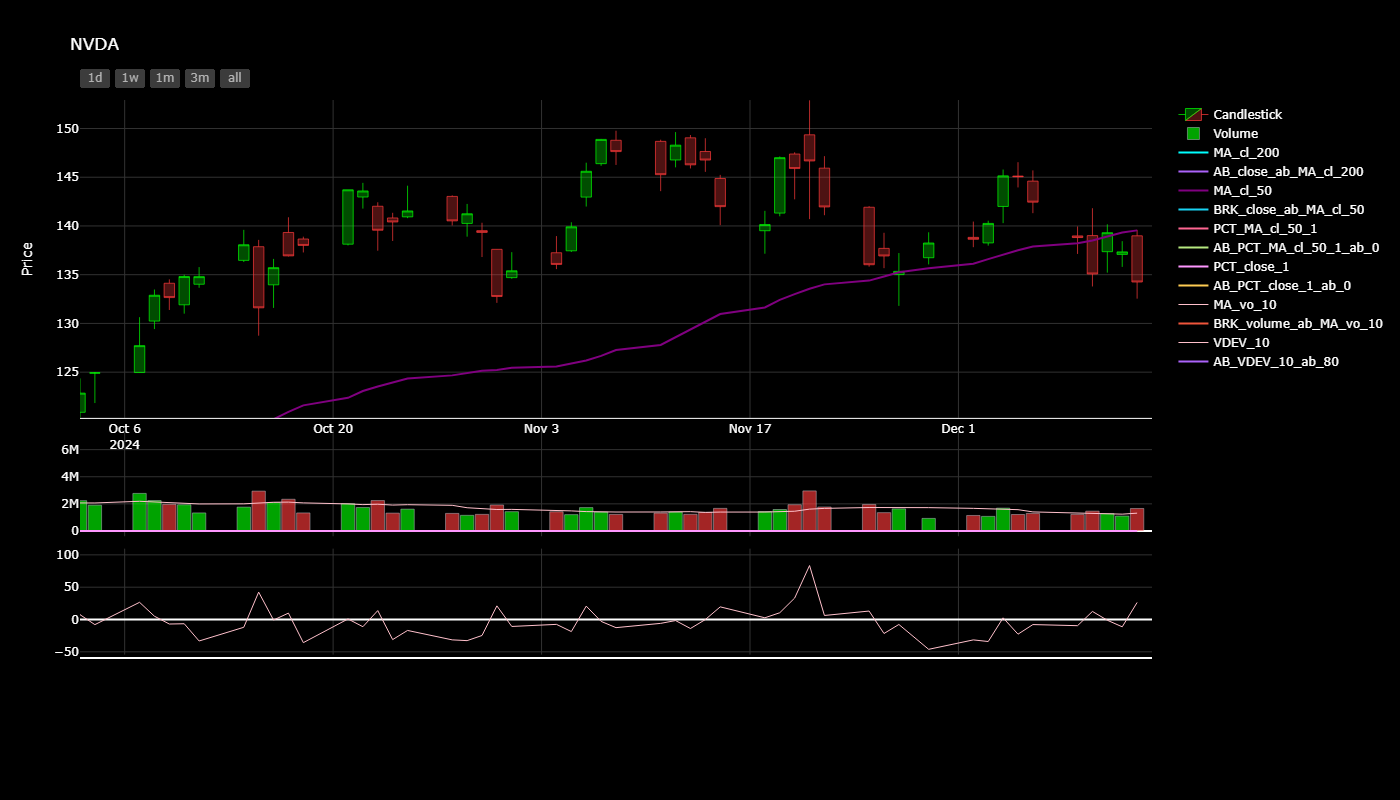 NVDA
1d 1w 1m 3m all
Price
150
145
140
135
130
125
Oct 6 Oct 20 Nov 3 Nov 17 Dec 1
2024
6M
4M
2M
0
100
50
0
−50
Candlestick
Volume
MA_cl_200
AB_close_ab_MA_cl_200
MA_cl_50
BRK_close_ab_MA_cl_50
PCT_MA_cl_50_1
AB_PCT_MA_cl_50_1_ab_0
PCT_close_1
AB_PCT_close_1_ab_0
MA_vo_10
BRK_volume_ab_MA_vo_10
VDEV_10
AB_VDEV_10_ab_80